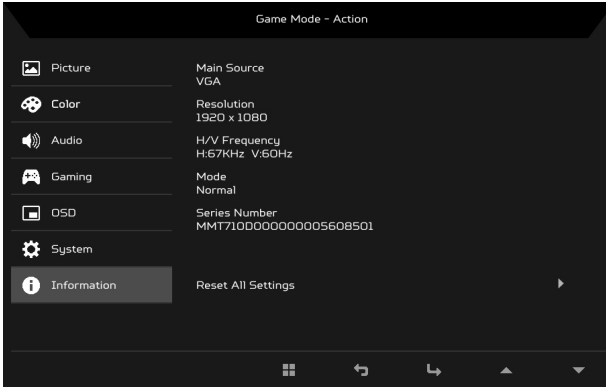 Game Mode - Action
Picture
Color
Audio
Gaming
OSD
System
Information
Main Source
VGA
Resolution
1920 x 1080
H/V Frequency
H:67KHz V:60Hz
Mode
Normal
Series Number
MMT710D000000005608501
Reset All Settings